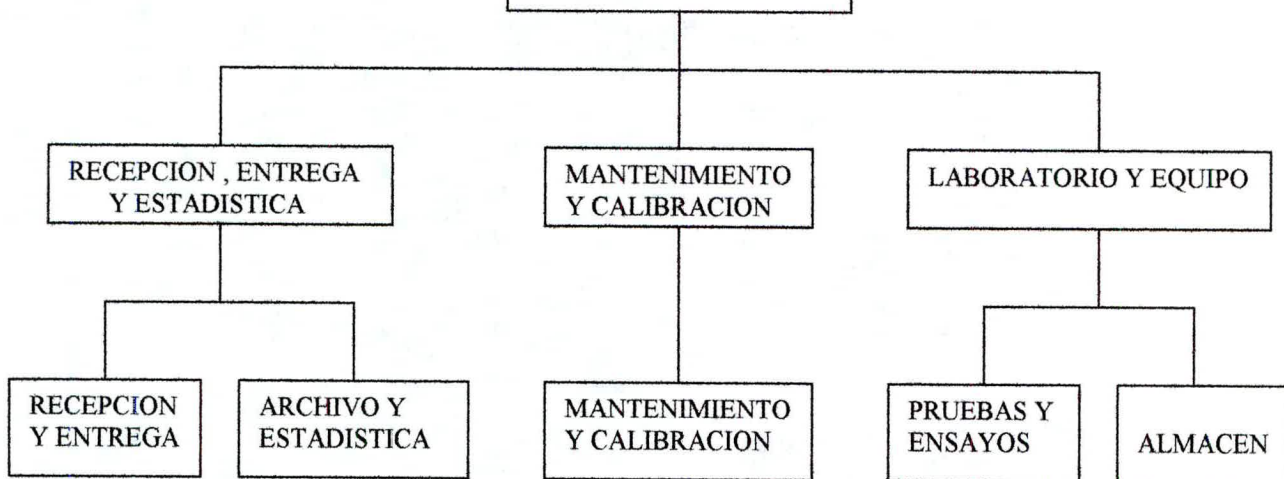 RECEPCION , ENTREGA
Y ESTADISTICA
MANTENIMIENTO
Y CALIBRACION
LABORATORIO Y EQUIPO
RECEPCION
Y ENTREGA
ARCHIVO Y
ESTADISTICA
MANTENIMIENTO
Y CALIBRACION
PRUEBAS Y
ENSAYOS
ALMACEN